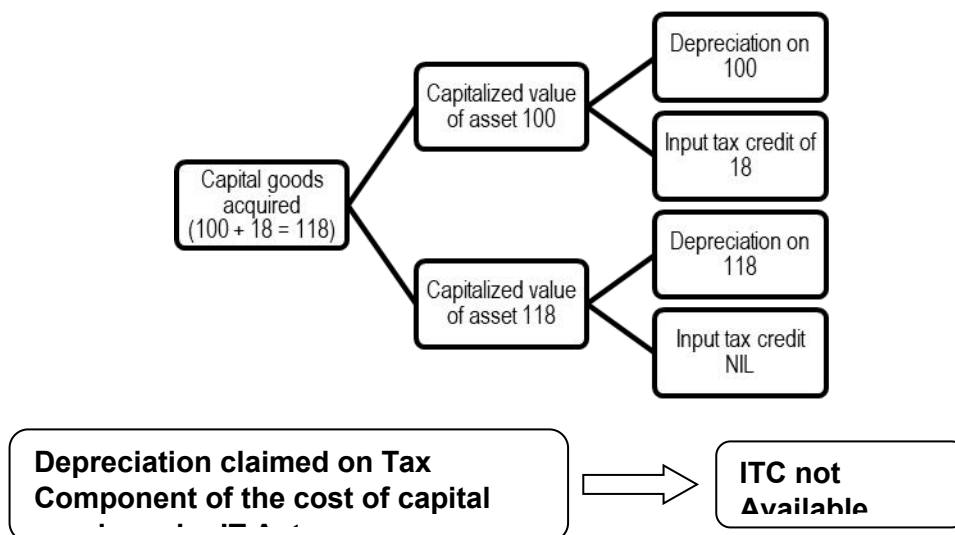 Capital goods
acquired
(100 + 18 = 118)
Capitalized value
of asset 100
Depreciation on
100
Input tax credit of
18
Capitalized value
of asset 118
Depreciation on
118
Input tax credit
NIL
Depreciation claimed on Tax
Component of the cost of capital
ITC not
Available